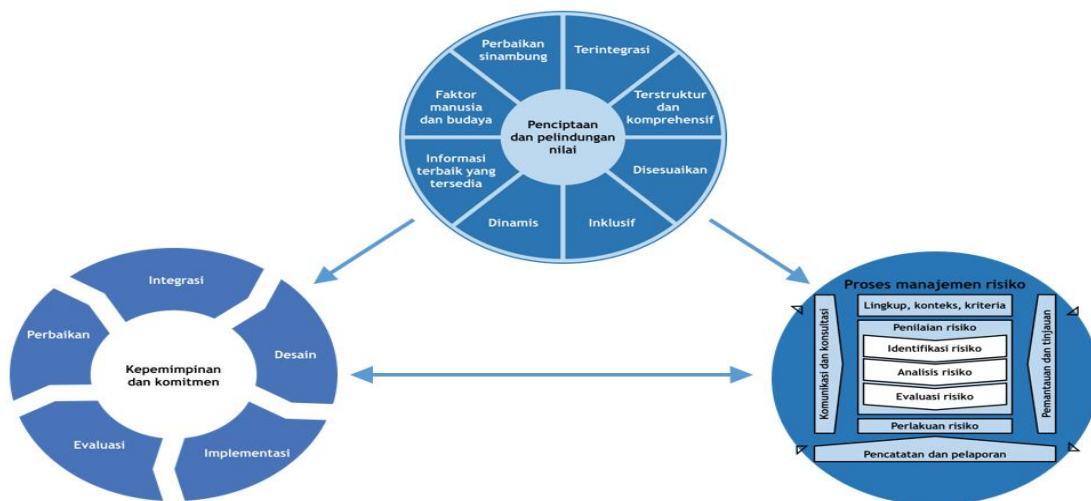 Perbaikan
sinambung
Terintegrasi
Terstruktur
dan
komprehensif
Disesuaikan
Inklusif
Dinamis
Informasi
terbaik yang
tersedia
Faktor
manusia
dan budaya
Penciptaan
dan pelindungan
nilai
Integrasi
Desain
Implementasi
Evaluasi
Perbaikan
Kepemimpinan
dan komitmen
Proses manajemen risiko
Lingkup, konteks, kriteria
Penilaian risiko
Identifikasi risiko
Analisis risiko
Evaluasi risiko
Perlakuan risiko
Komunikasi dan konsultasi
Pemantauan dan tinjauan
Pencatatan dan pelaporan